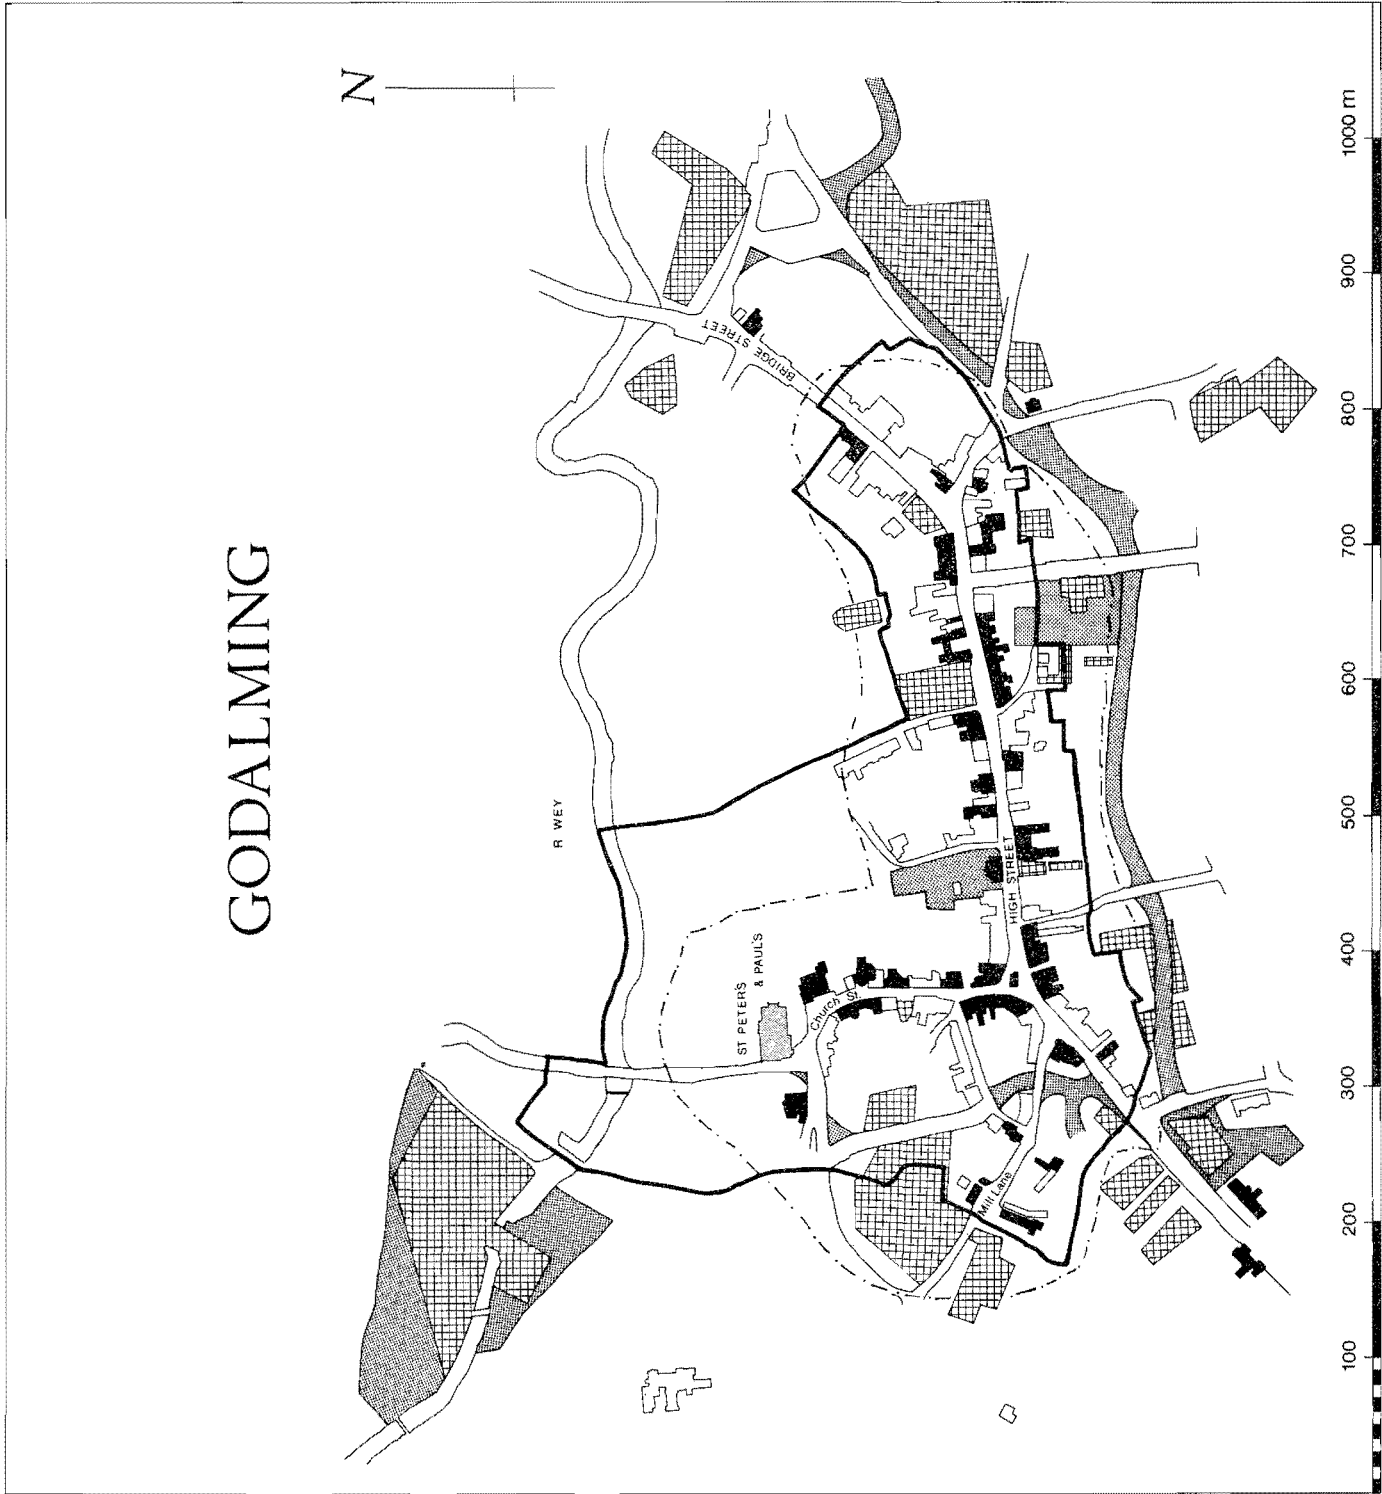 GODALMING
N
R WEY
ST PETER'S
& PAUL'S
Church St
HIGH STREET
BRIDGE STREET
Mill Lane
100
200
300
400
500
600
700
800
900
1000 m